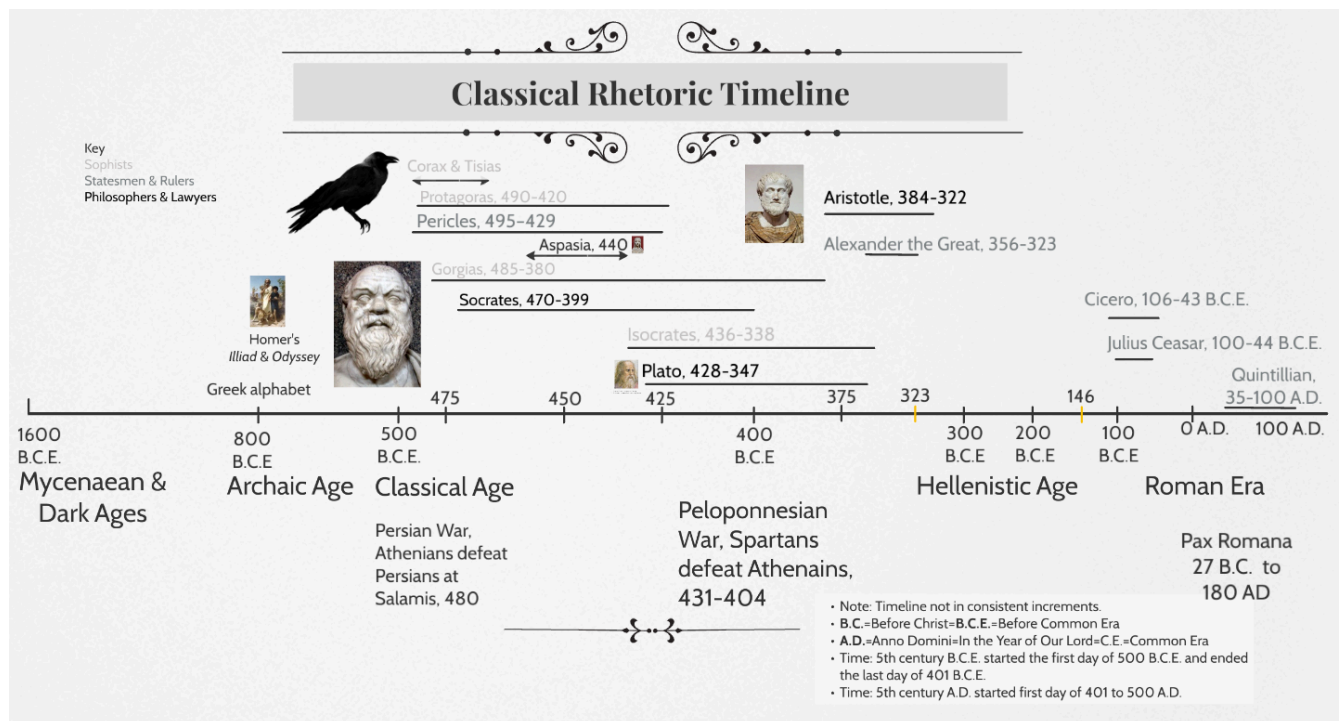 Classical Rhetoric Timeline
Key
Sophists
Statesmen & Rulers
Philosophers & Lawyers
Corax & Tisias
Protagoras, 490-420
Pericles, 495-429
Aspasia, 440
Gorgias, 485-380
Socrates, 470-399
Isocrates, 436-338
Plato, 428-347
Aristotle, 384-322
Alexander the Great, 356-323
Cicero, 106-43 B.C.E.
Julius Ceasar, 100-44 B.C.E.
Quintillian,
35-100 A.D.
Homer's
Illiad & Odyssey
Greek alphabet
475
450
425
375
323
146
1600
B.C.E.
800
B.C.E
500
B.C.E.
400
B.C.E
300
B.C.E
200
B.C.E
100
B.C.E
0 A.D.
100 A.D.
Mycenaean &
Dark Ages
Archaic Age
Classical Age
Hellenistic Age
Roman Era
Persian War,
Athenians defeat
Persians at
Salamis, 480
Peloponnesian
War, Spartans
defeat Athenains,
431-404
Pax Romana
27 B.C. to
180 AD
• Note: Timeline not in consistent increments.
• B.C.=Before Christ=B.C.E.=Before Common Era
• A.D.=Anno Domini=In the Year of Our Lord=C.E.=Common Era
• Time: 5th century B.C.E. started the first day of 500 B.C.E. and ended
the last day of 401 B.C.E.
• Time: 5th century A.D. started first day of 401 to 500 A.D.